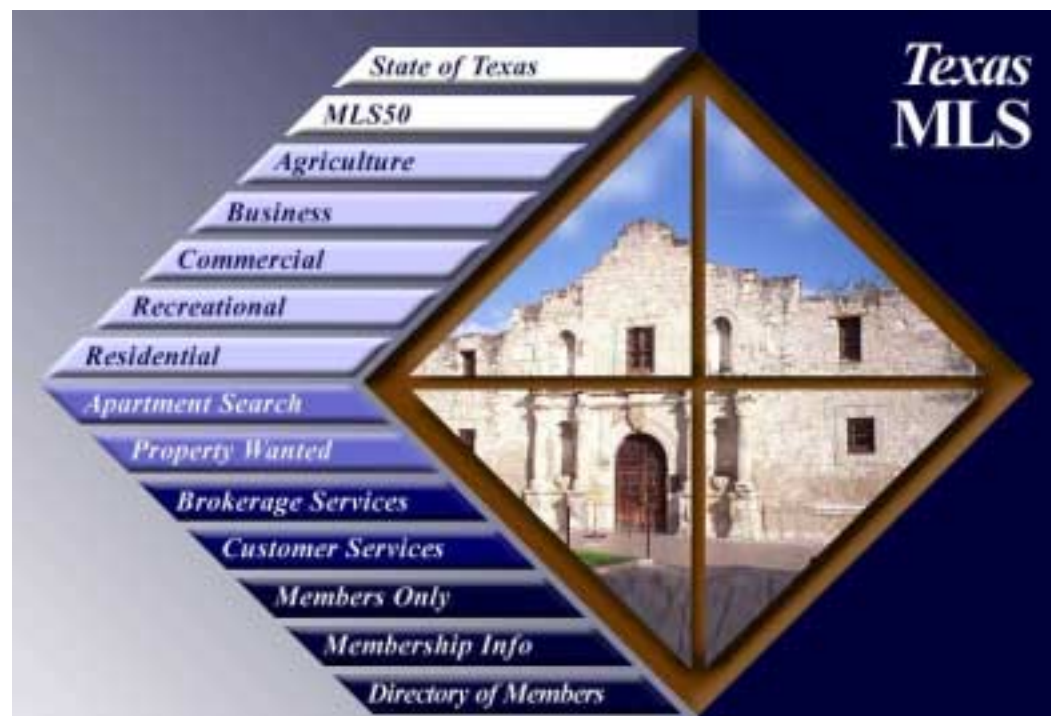 State of Texas
MLS50
Agriculture
Business
Commercial
Recreational
Residential
Apartment Search
Property Wanted
Brokerage Services
Customer Services
Members Only
Membership Info
Directory of Members
Texas
MLS